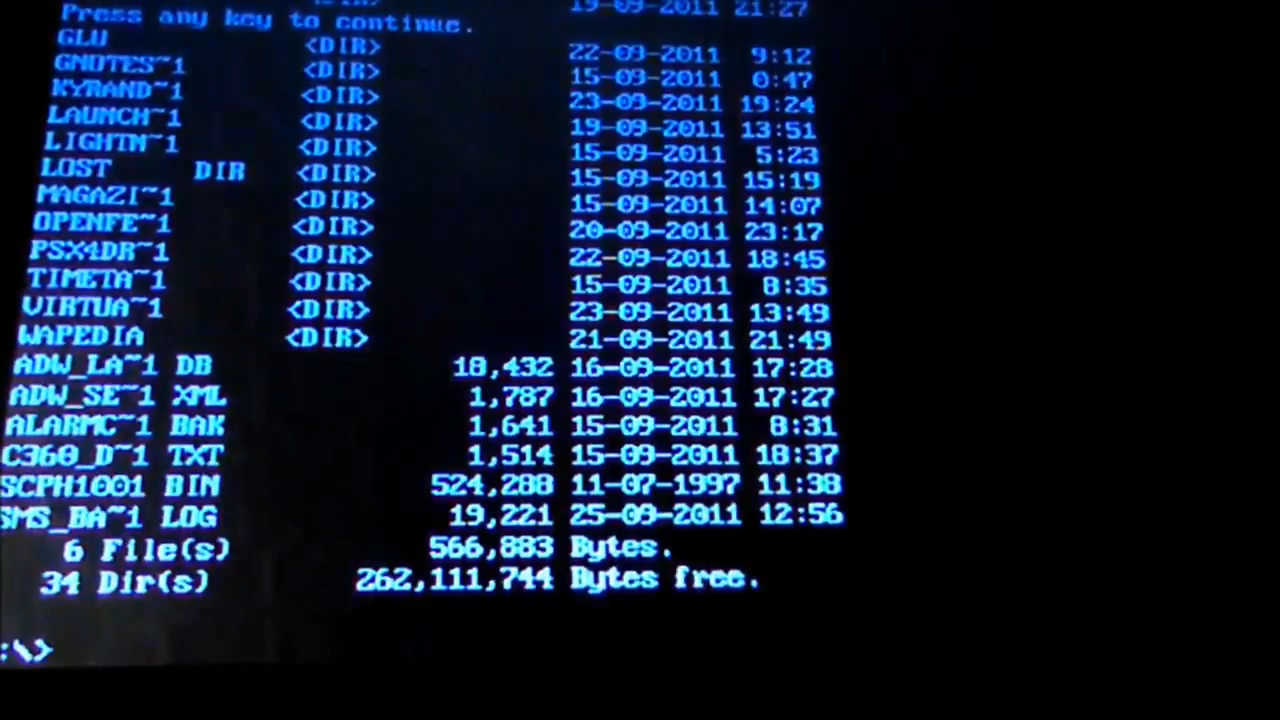 <DIR> 19-09-2011 21:27
Press any key to continue.
GLU <DIR> 22-09-2011 9:12
GNOTES~1 <DIR> 15-09-2011 0:47
KYRAND~1 <DIR> 23-09-2011 19:24
LAUNCH~1 <DIR> 19-09-2011 13:51
LIGHTN~1 <DIR> 15-09-2011 5:23
LOST DIR <DIR> 15-09-2011 15:19
MAGAZI~1 <DIR> 15-09-2011 14:07
OPENFE~1 <DIR> 20-09-2011 23:17
PSX4DR~1 <DIR> 22-09-2011 18:45
TIMETA~1 <DIR> 15-09-2011 8:35
VIRTUA~1 <DIR> 23-09-2011 13:49
WAPEDIA <DIR> 21-09-2011 21:49
ADW_LA~1 DB 18,432 16-09-2011 17:28
ADW_SE~1 XML 1,787 16-09-2011 17:27
ALARMC~1 BAK 1,641 15-09-2011 8:31
C360_D~1 TXT 1,514 15-09-2011 18:37
SCPH1001 BIN 524,288 11-07-1997 11:38
SMS_BA~1 LOG 19,221 25-09-2011 12:56
6 File(s) 566,883 Bytes.
34 Dir(s) 262,111,744 Bytes free.
:\>